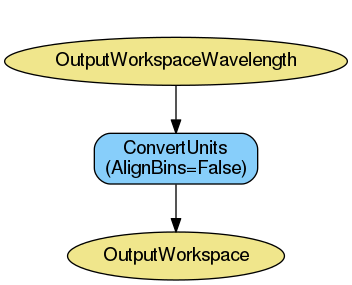 OutputWorkspaceWavelength
ConvertUnits
(AlignBins=False)
OutputWorkspace